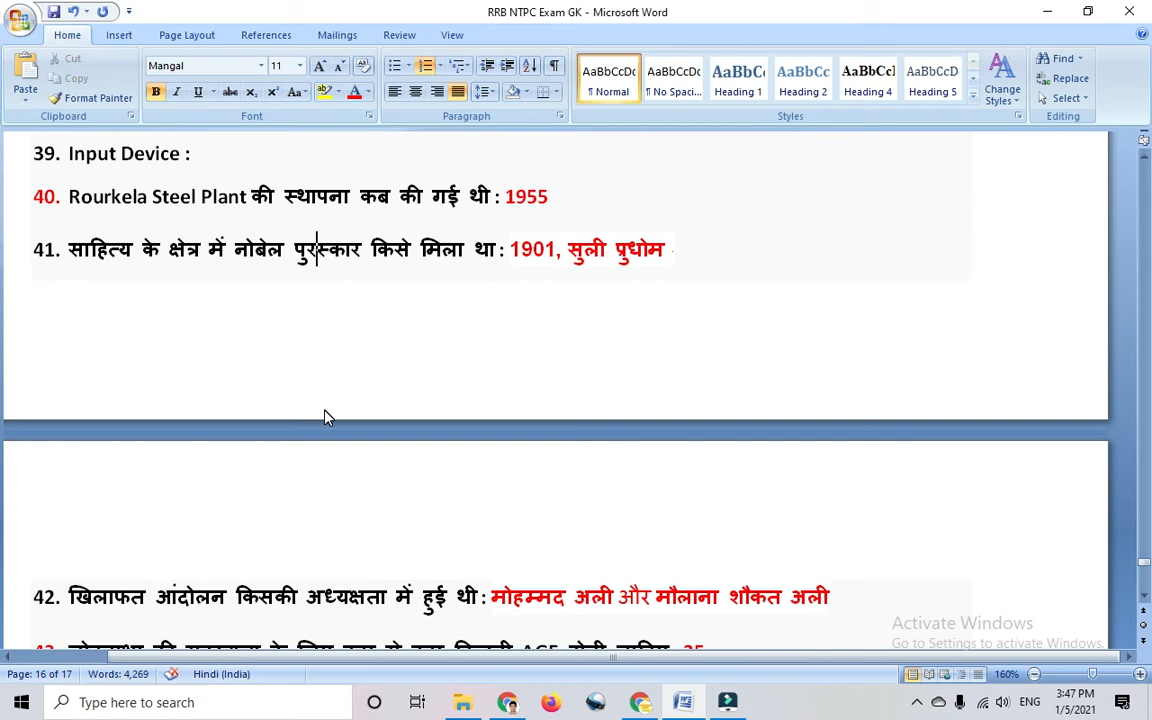 RRB NTPC Exam GK - Microsoft Word
Home Insert Page Layout References Mailings Review View
Paste
Cut
Copy
Format Painter
Clipboard
Mangal 11
Font
Paragraph
AaBbCcDc AaBbCcDc AaBbC AaBbCc AaBbCcI AaBbCcD
¶ Normal ¶ No Spaci... Heading 1 Heading 2 Heading 4 Heading 5
Change Styles
Styles
Find
Replace
Select
Editing
39. Input Device :
40. Rourkela Steel Plant की स्थापना कब की गई थी : 1955
41. साहित्य के क्षेत्र में नोबेल पुरस्कार किसे मिला था : 1901, सुली प्रुधोम
42. खिलाफत आंदोलन किसकी अध्यक्षता में हुई थी : मोहम्मद अली और मौलाना शौकत अली
Activate Windows
Go to Settings to activate Windows.
Page: 16 of 17 Words: 4,269 Hindi (India) 160%
Type here to search
ENG
3:47 PM
1/5/2021